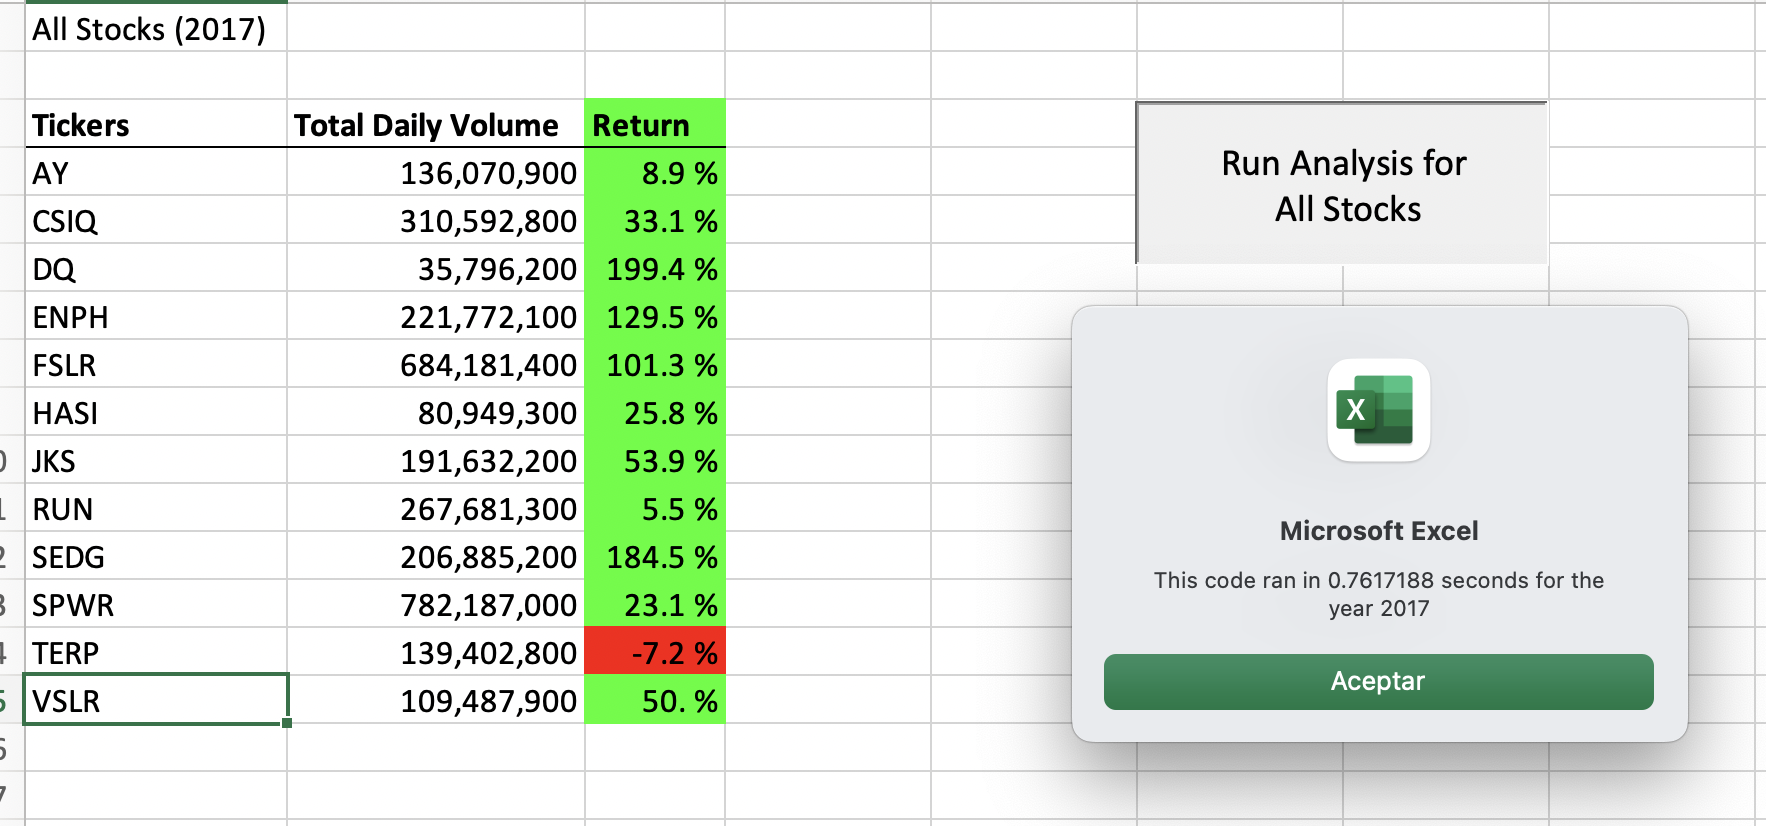 All Stocks (2017)
Tickers Total Daily Volume Return
AY 136,070,900 8.9 %
CSIQ 310,592,800 33.1 %
DQ 35,796,200 199.4 %
ENPH 221,772,100 129.5 %
FSLR 684,181,400 101.3 %
HASI 80,949,300 25.8 %
JKS 191,632,200 53.9 %
RUN 267,681,300 5.5 %
SEDG 206,885,200 184.5 %
SPWR 782,187,000 23.1 %
TERP 139,402,800 -7.2 %
VSLR 109,487,900 50. %
Run Analysis for
All Stocks
X
Microsoft Excel
This code ran in 0.7617188 seconds for the
year 2017
Aceptar